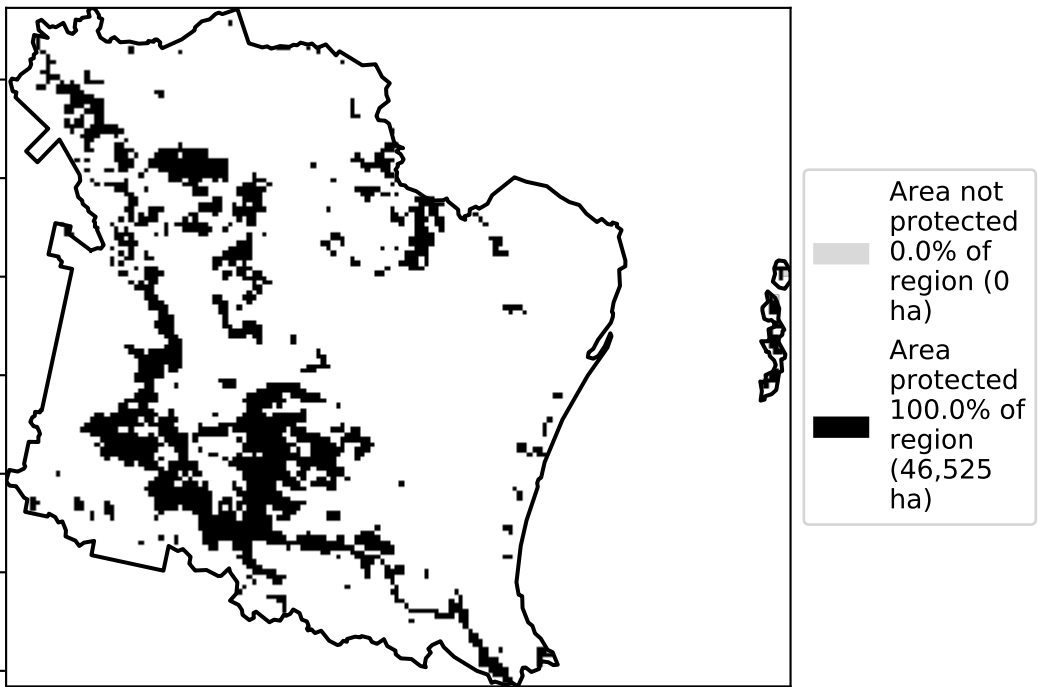 Area not
protected
0.0% of
region (0
ha)
Area
protected
100.0% of
region
(46,525
ha)